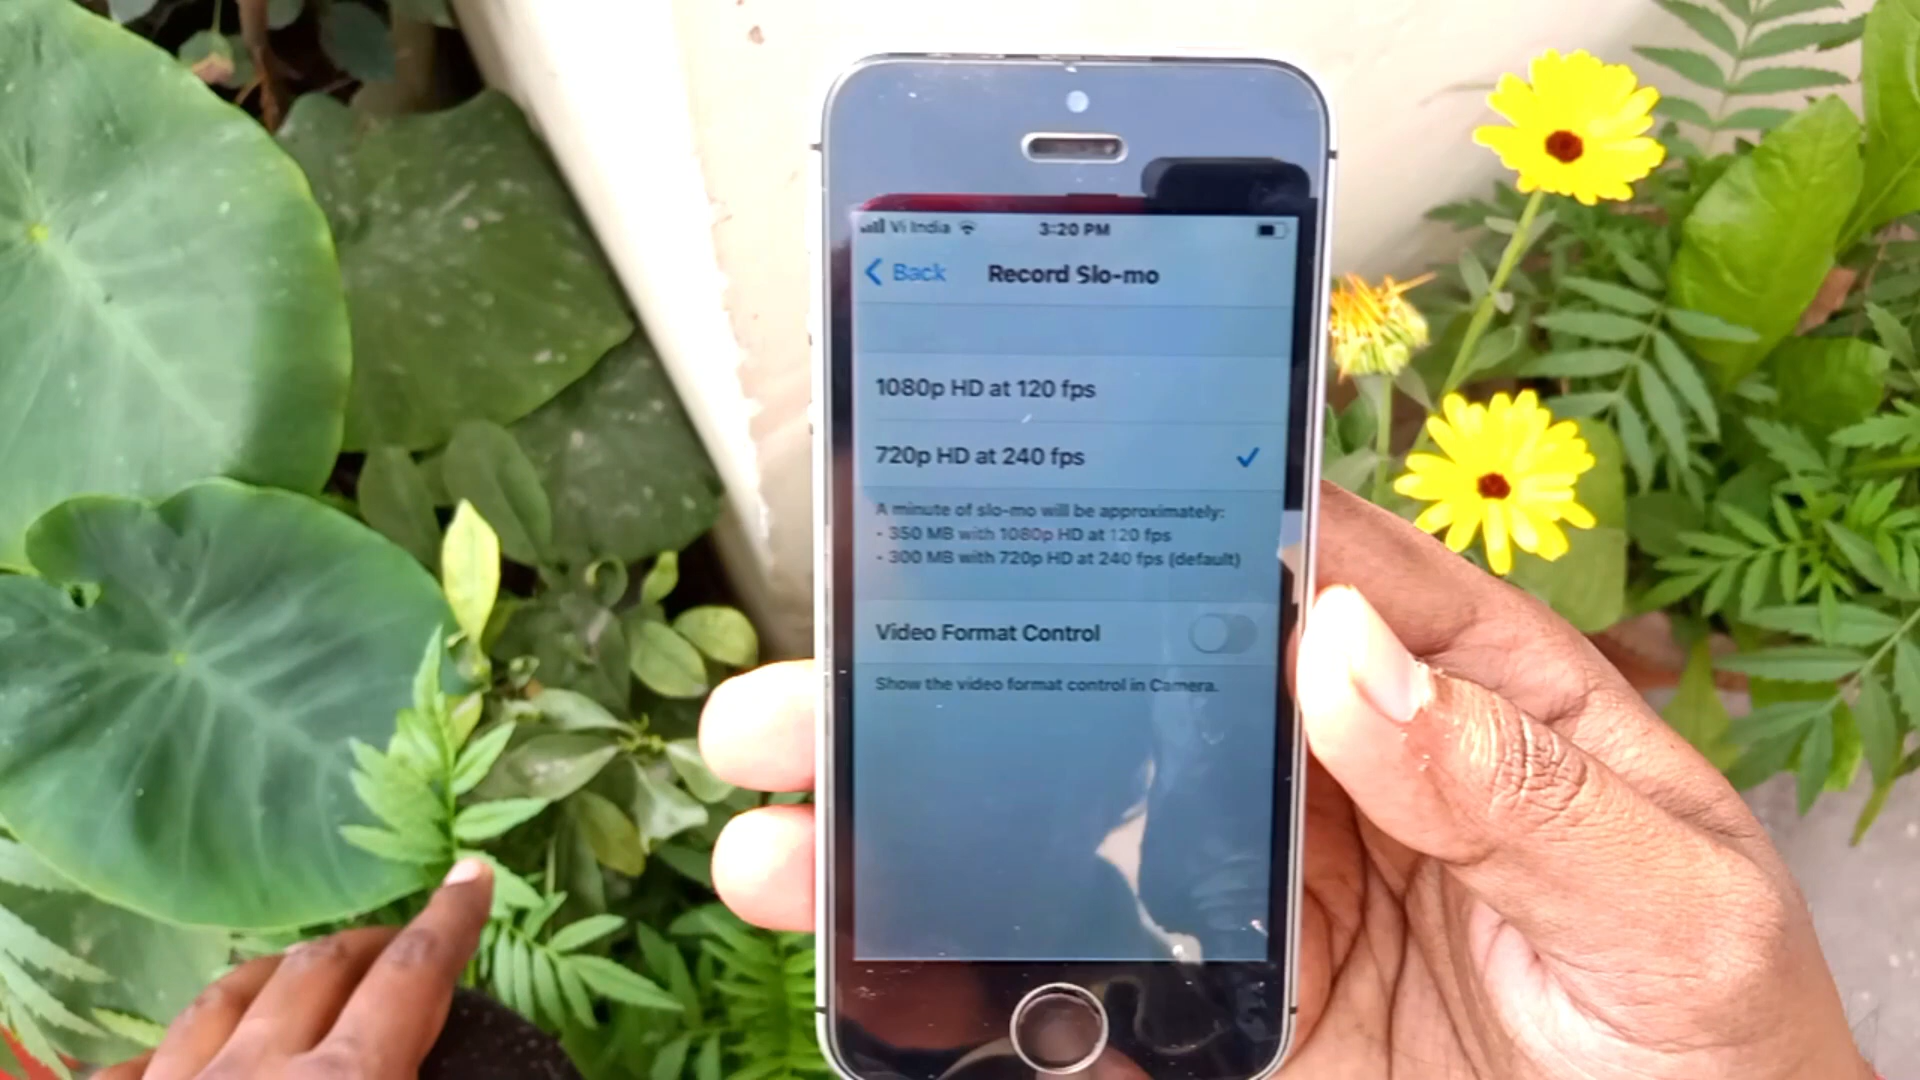 Vi India 3:20 PM
Back Record Slo-mo
1080p HD at 120 fps
720p HD at 240 fps
A minute of slo-mo will be approximately:
- 350 MB with 1080p HD at 120 fps
- 300 MB with 720p HD at 240 fps (default)
Video Format Control
Show the video format control in Camera.